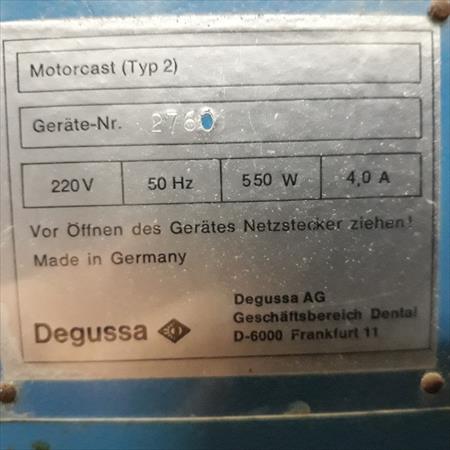 Motorcast (Typ 2)
Geräte-Nr. 2760
220 V 50 Hz 550 W 4,0 A
Vor Öffnen des Gerätes Netzstecker ziehen!
Made in Germany
Degussa AG
Geschäftsbereich Dental
D-6000 Frankfurt 11
Degussa